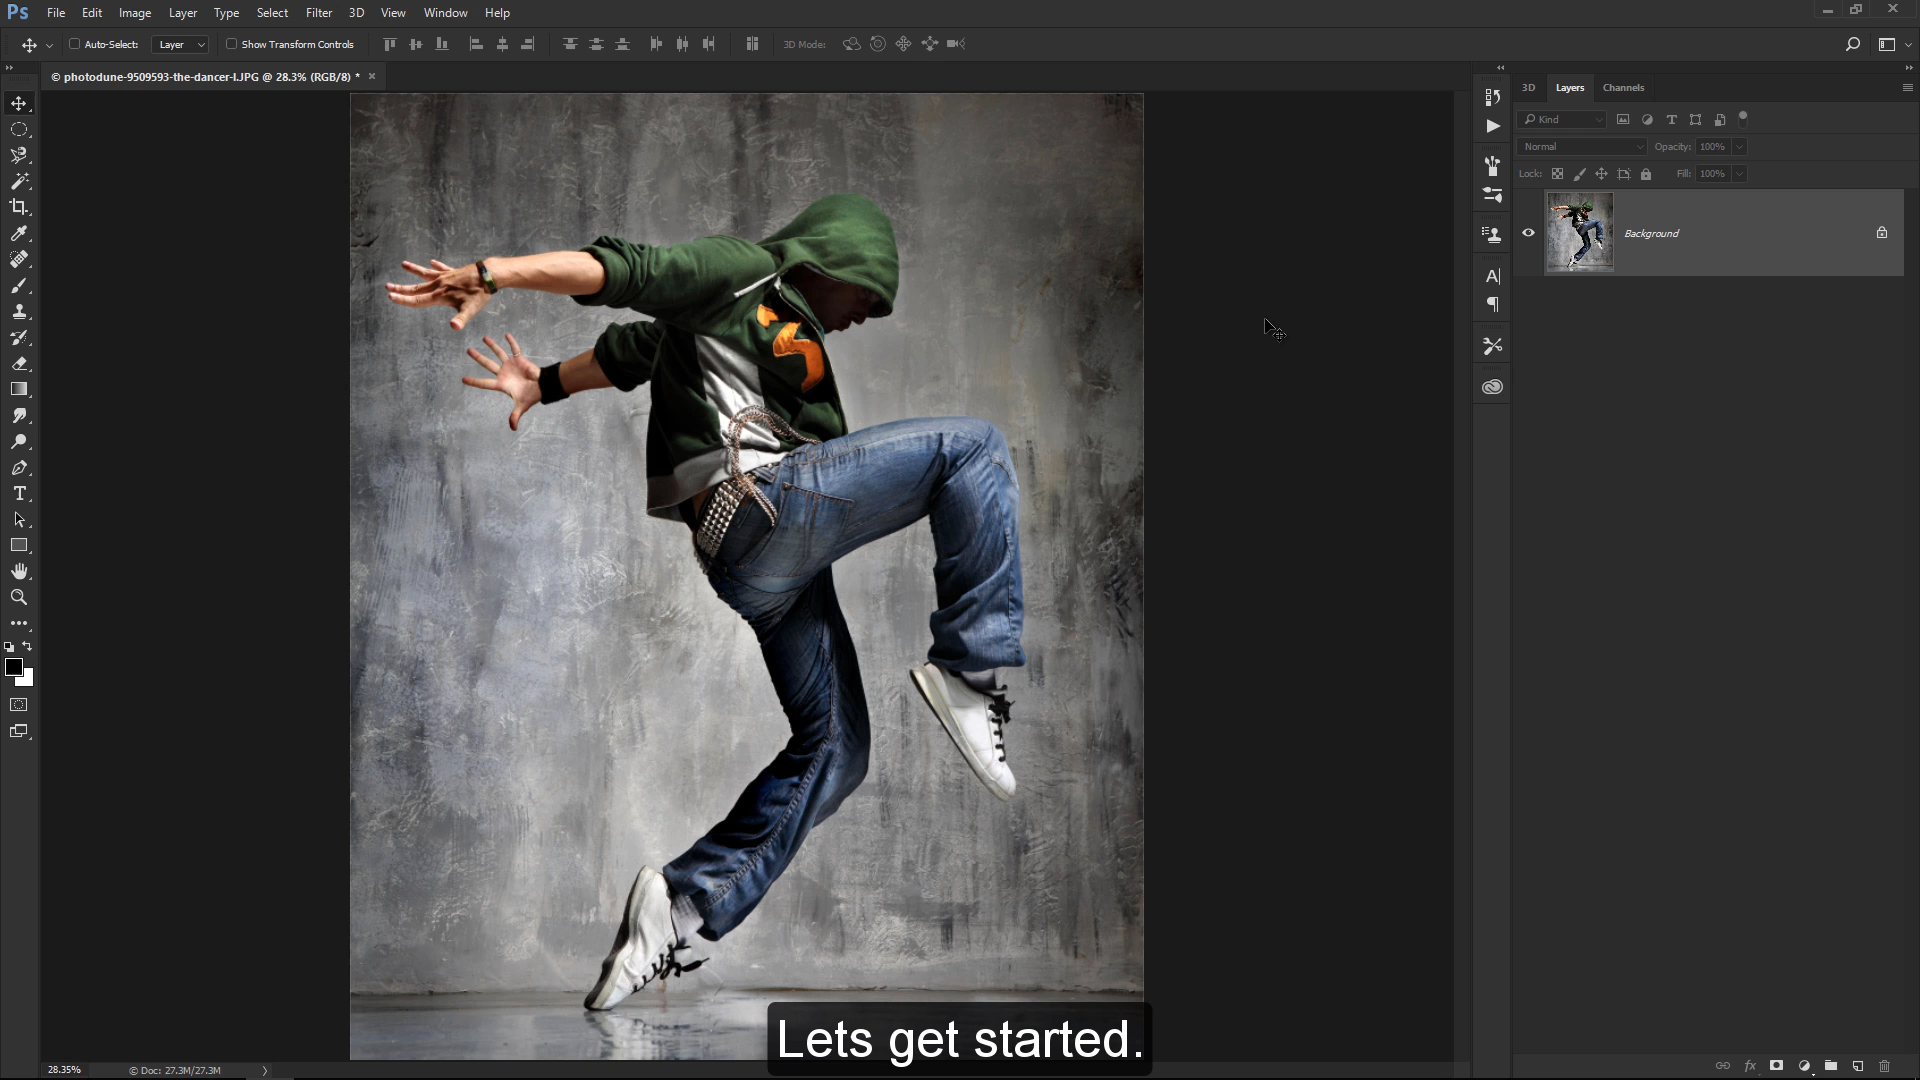 Ps File Edit Image Layer Type Select Filter 3D View Window Help
Auto-Select: Layer Show Transform Controls 3D Mode:
© photodune-9509593-the-dancer-I.JPG @ 28.3% (RGB/8) * ×
3D Layers Channels
Kind
Normal Opacity: 100%
Lock: Fill: 100%
Background
Lets get started.
28.35% © Doc: 27.3M/27.3M